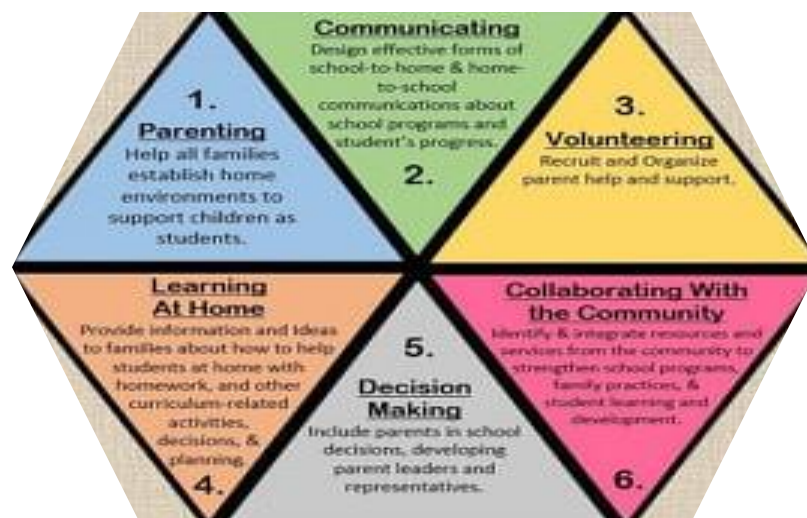 1.
Parenting
Help all families
establish home
environments to
support children as
students.
Communicating
Design effective forms of
school-to-home & home-
to-school
communications about
school programs and
student's progress.
2.
3.
Volunteering
Recruit and Organize
parent help and support.
Learning
At Home
Provide information and Ideas
to families about how to help
students at home with
homework, and other
curriculum-related
activities,
decisions, &
planning.
4.
5.
Decision
Making
Include parents in school
decisions, developing
parent leaders and
representatives.
Collaborating With
the Community
Identify & integrate resources and
services from the community to
strengthen school programs,
family practices, &
student learning and
development.
6.